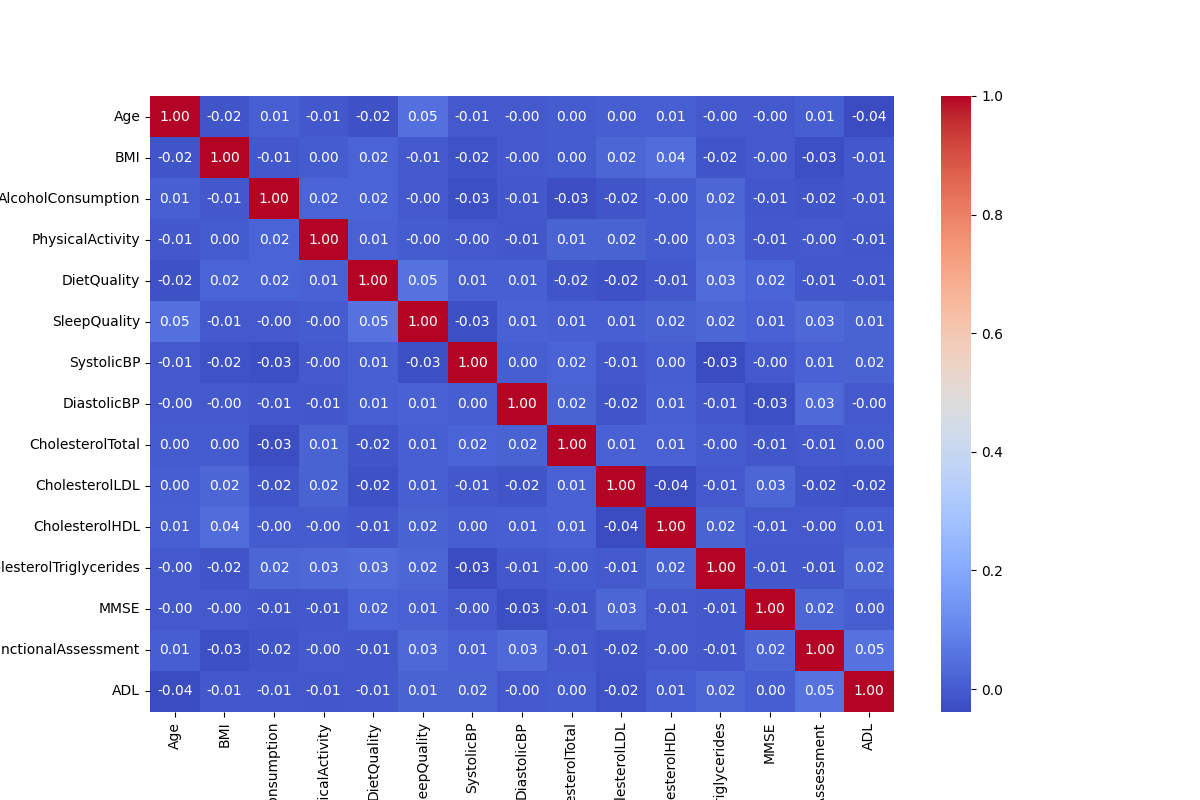 Age 1.00 -0.02 0.01 -0.01 -0.02 0.05 -0.01 -0.00 0.00 0.00 0.01 -0.00 -0.00 0.01 -0.04
BMI -0.02 1.00 -0.01 0.00 0.02 -0.01 -0.02 -0.00 0.00 0.02 0.04 -0.02 -0.00 -0.03 -0.01
AlcoholConsumption 0.01 -0.01 1.00 0.02 0.02 -0.00 -0.03 -0.01 -0.03 -0.02 -0.00 0.02 -0.01 -0.02 -0.01
PhysicalActivity -0.01 0.00 0.02 1.00 0.01 -0.00 -0.00 -0.01 0.01 0.02 -0.00 0.03 -0.01 -0.00 -0.01
DietQuality -0.02 0.02 0.02 0.01 1.00 0.05 0.01 0.01 -0.02 -0.02 -0.01 0.03 0.02 -0.01 -0.01
SleepQuality 0.05 -0.01 -0.00 -0.00 0.05 1.00 -0.03 0.01 0.01 0.01 0.02 0.02 0.01 0.03 0.01
SystolicBP -0.01 -0.02 -0.03 -0.00 0.01 -0.03 1.00 0.00 0.02 -0.01 0.00 -0.03 -0.00 0.01 0.02
DiastolicBP -0.00 -0.00 -0.01 -0.01 0.01 0.01 0.00 1.00 0.02 -0.02 0.01 -0.01 -0.03 0.03 -0.00
CholesterolTotal 0.00 0.00 -0.03 0.01 -0.02 0.01 0.02 0.02 1.00 0.01 0.01 -0.00 -0.01 -0.01 0.00
CholesterolLDL 0.00 0.02 -0.02 0.02 -0.02 0.01 -0.01 -0.02 0.01 1.00 -0.04 -0.01 0.03 -0.02 -0.02
CholesterolHDL 0.01 0.04 -0.00 -0.00 -0.01 0.02 0.00 0.01 0.01 -0.04 1.00 0.02 -0.01 -0.00 0.01
lesterolTriglycerides -0.00 -0.02 0.02 0.03 0.03 0.02 -0.03 -0.01 -0.00 -0.01 0.02 1.00 -0.01 -0.01 0.02
MMSE -0.00 -0.00 -0.01 -0.01 0.02 0.01 -0.00 -0.03 -0.01 0.03 -0.01 -0.01 1.00 0.02 0.00
nctionalAssessment 0.01 -0.03 -0.02 -0.00 -0.01 0.03 0.01 0.03 -0.01 -0.02 -0.00 -0.01 0.02 1.00 0.05
ADL -0.04 -0.01 -0.01 -0.01 -0.01 0.01 0.02 -0.00 0.00 -0.02 0.01 0.02 0.00 0.05 1.00
Age
BMI
onsumption
icalActivity
DietQuality
eepQuality
SystolicBP
DiastolicBP
esterolTotal
lesterolLDL
esterolHDL
riglycerides
MMSE
Assessment
ADL
1.0
0.8
0.6
0.4
0.2
0.0